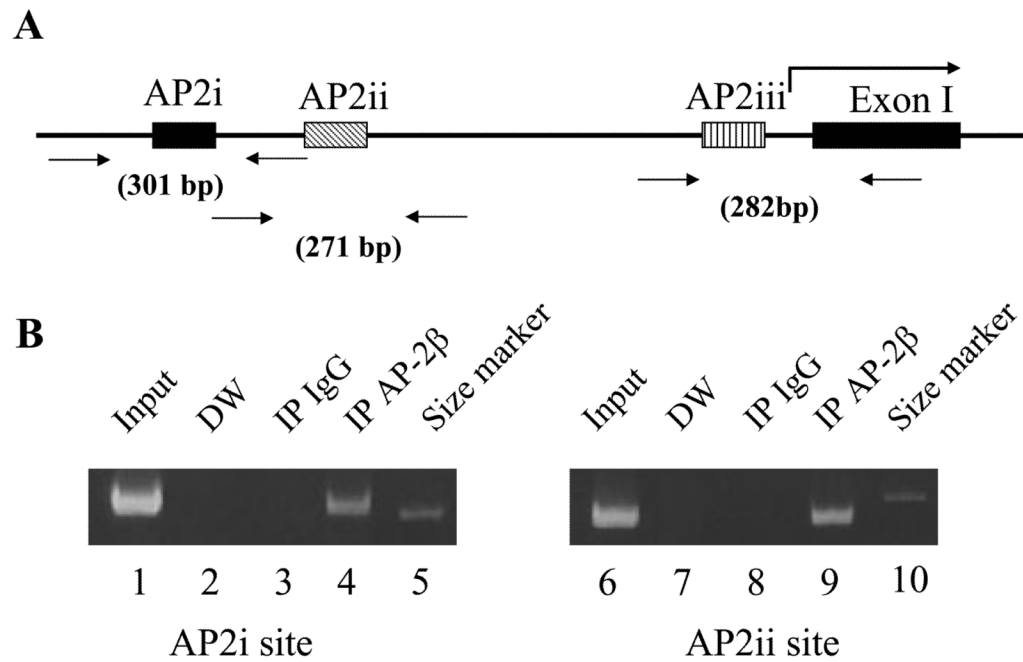 A
AP2i
AP2ii
AP2iii
Exon I
(301 bp)
(282bp)
(271 bp)
B
Input
DW
IP IgG
IP AP-2β
Size marker
Input
DW
IP IgG
IP AP-2β
Size marker
1 2 3 4 5
6 7 8 9 10
AP2i site
AP2ii site